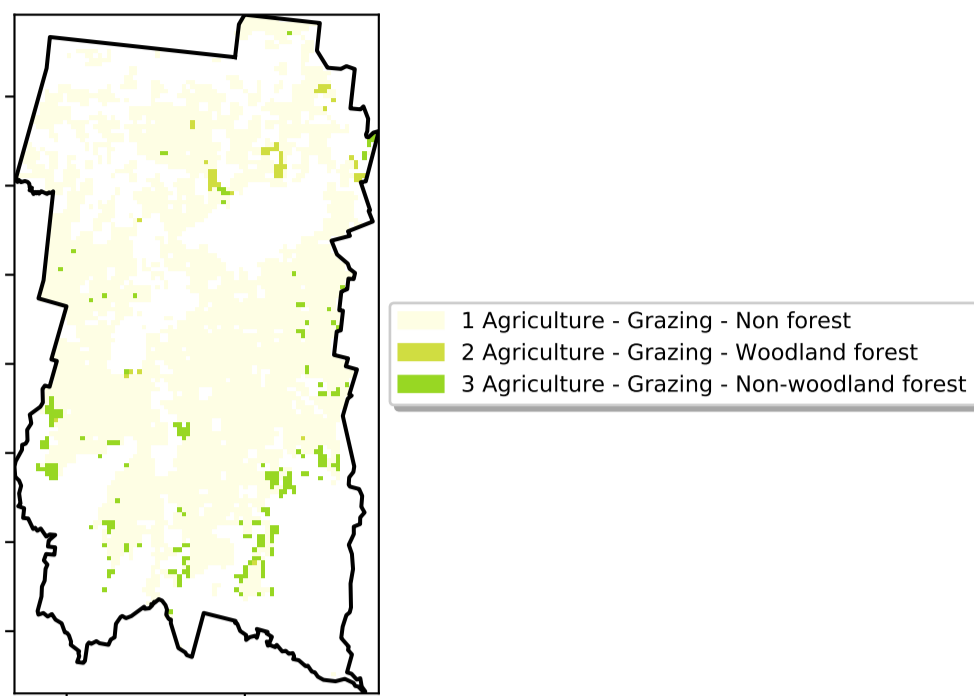 1 Agriculture - Grazing - Non forest
2 Agriculture - Grazing - Woodland forest
3 Agriculture - Grazing - Non-woodland forest